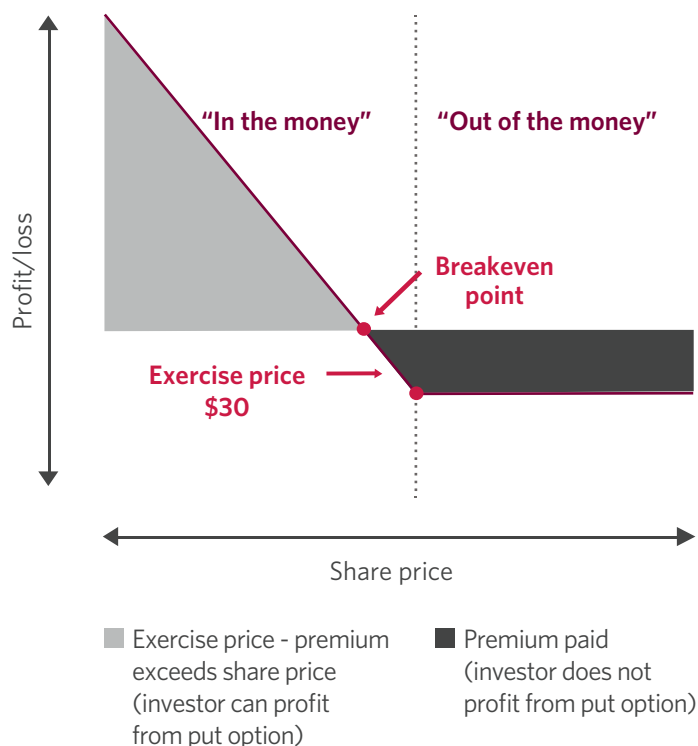 “In the money”
“Out of the money”
Profit/loss
Breakeven
point
Exercise price
$30
Share price
Exercise price - premium
exceeds share price
(investor can profit
from put option)
Premium paid
(investor does not
profit from put option)